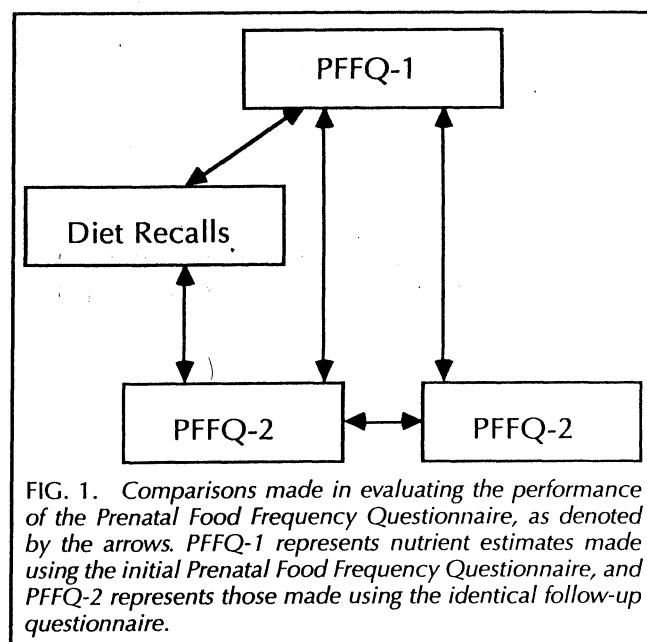 PFFQ-1
Diet Recalls
PFFQ-2
PFFQ-2
FIG. 1. Comparisons made in evaluating the performance
of the Prenatal Food Frequency Questionnaire, as denoted
by the arrows. PFFQ-1 represents nutrient estimates made
using the initial Prenatal Food Frequency Questionnaire, and
PFFQ-2 represents those made using the identical follow-up
questionnaire.